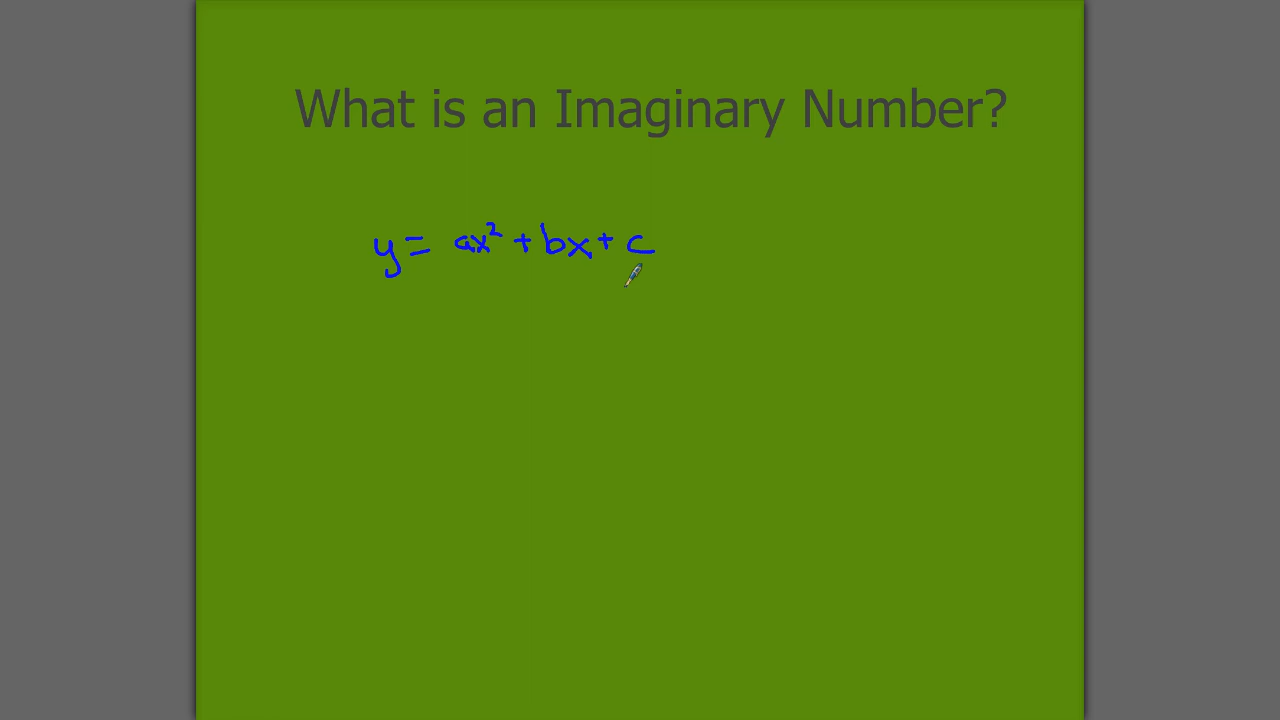 What is an Imaginary Number?
y = ax² + bx + c